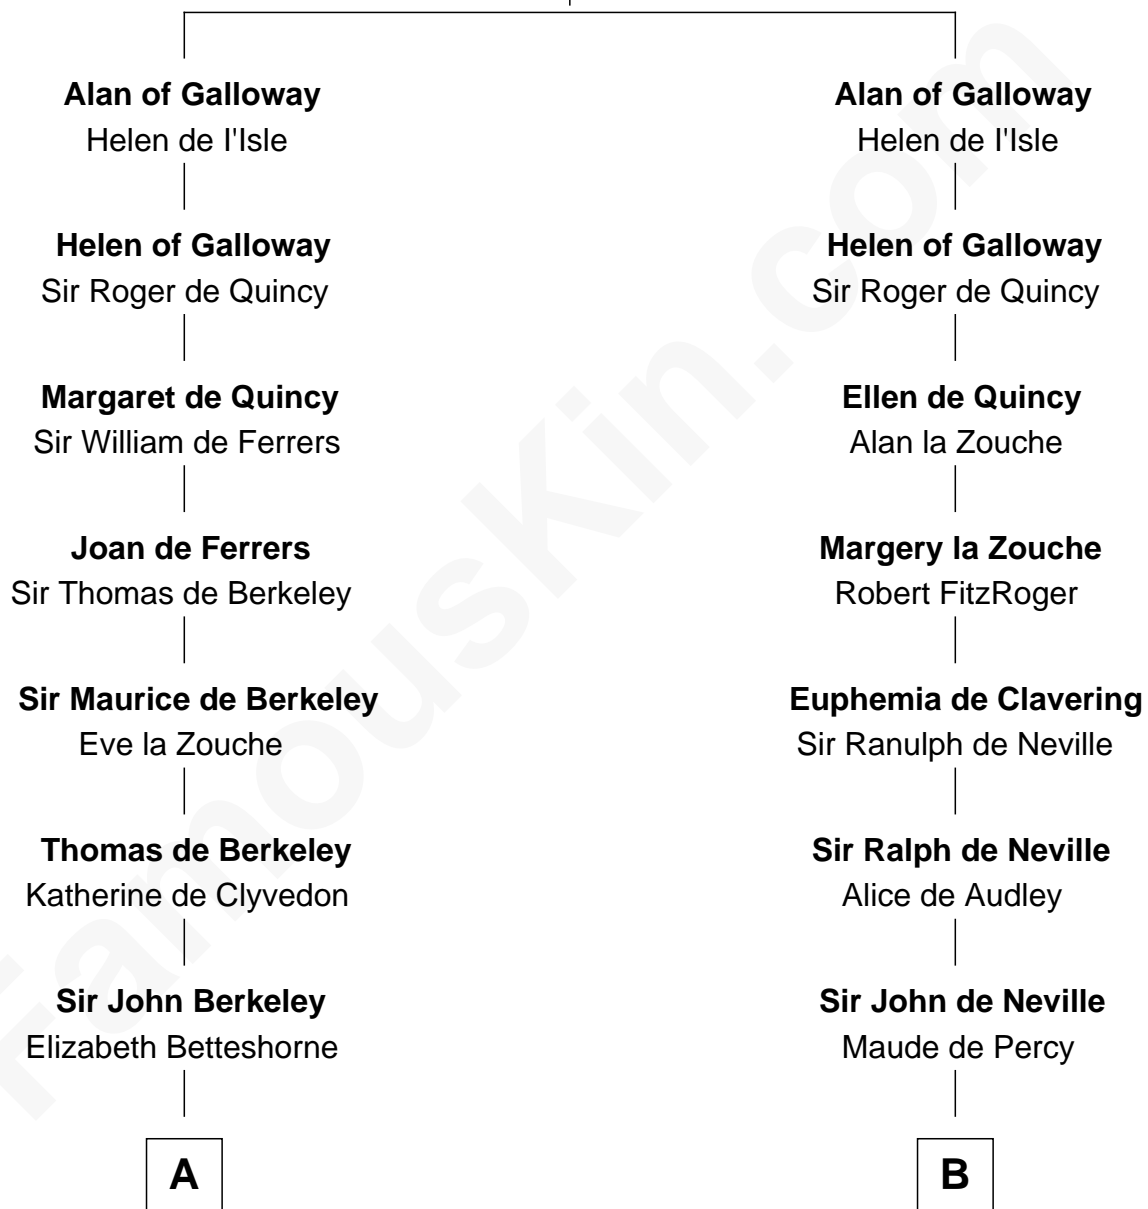 Alan of Galloway
Helen de I'Isle
Helen of Galloway
Sir Roger de Quincy
Margaret de Quincy
Sir William de Ferrers
Joan de Ferrers
Sir Thomas de Berkeley
Sir Maurice de Berkeley
Eve la Zouche
Thomas de Berkeley
Katherine de Clyvedon
Sir John Berkeley
Elizabeth Betteshorne
A
Alan of Galloway
Helen de I'Isle
Helen of Galloway
Sir Roger de Quincy
Ellen de Quincy
Alan la Zouche
Margery la Zouche
Robert FitzRoger
Euphemia de Clavering
Sir Ranulph de Neville
Sir Ralph de Neville
Alice de Audley
Sir John de Neville
Maude de Percy
B
FamousKin.com